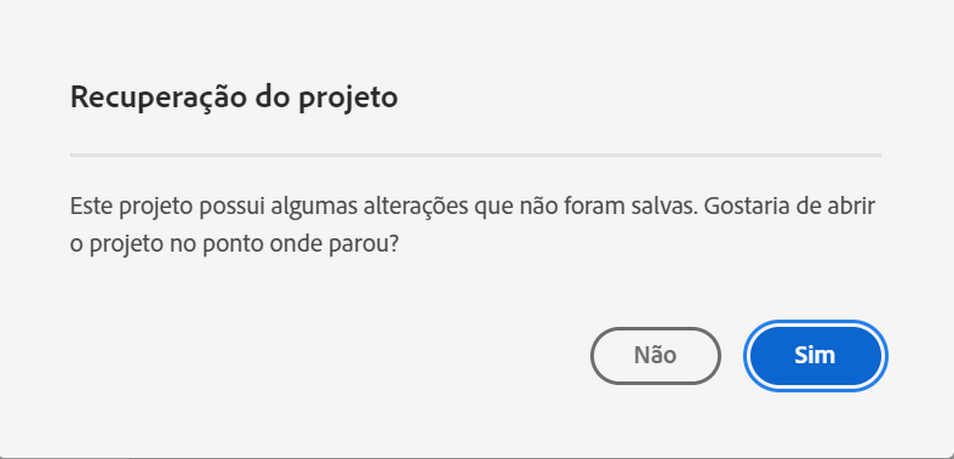 Recuperação do projeto
Este projeto possui algumas alterações que não foram salvas. Gostaria de abrir
o projeto no ponto onde parou?
Não
Sim